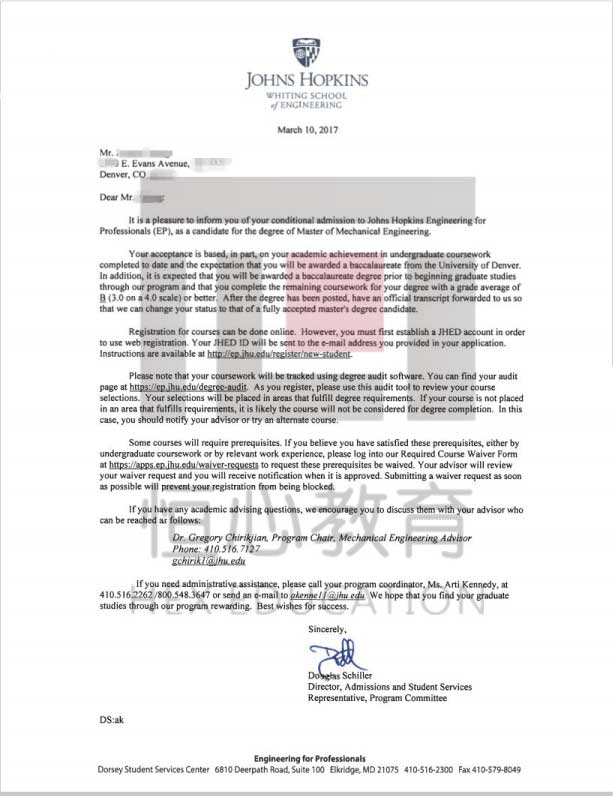 JOHNS HOPKINS
WHITING SCHOOL
of ENGINEERING
March 10, 2017
Mr.
E. Evans Avenue,
Denver, CO
Dear Mr.
It is a pleasure to inform you of your conditional admission to Johns Hopkins Engineering for
Professionals (EP), as a candidate for the degree of Master of Mechanical Engineering.
Your acceptance is based, in part, on your academic achievement in undergraduate coursework
completed to date and the expectation that you will be awarded a baccalaureate from the University of Denver.
In addition, it is expected that you will be awarded a baccalaureate degree prior to beginning graduate studies
through our program and that you complete the remaining coursework for your degree with a grade average of
B (3.0 on a 4.0 scale) or better. After the degree has been posted, have an official transcript forwarded to us so
that we can change your status to that of a fully accepted master's degree candidate.
Registration for courses can be done online. However, you must first establish a JHED account in order
to use web registration. Your JHED ID will be sent to the e-mail address you provided in your application.
Instructions are available at http://ep.jhu.edu/register/new-student.
Please note that your coursework will be tracked using degree audit software. You can find your audit
page at https://ep.jhu.edu/degree-audit. As you register, please use this audit tool to review your course
selections. Your selections will be placed in areas that fulfill degree requirements. If your course is not placed
in an area that fulfills requirements, it is likely the course will not be considered for degree completion. In this
case, you should notify your advisor or try an alternate course.
Some courses will require prerequisites. If you believe you have satisfied these prerequisites, either by
undergraduate coursework or by relevant work experience, please log into our Required Course Waiver Form
at https://apps.ep.jhu.edu/waiver-requests to request these prerequisites be waived. Your advisor will review
your waiver request and you will receive notification when it is approved. Submitting a waiver request as soon
as possible will prevent your registration from being blocked.
恒心教育
If you have any academic advising questions, we encourage you to discuss them with your advisor who
can be reached as follows:
Dr. Gregory Chirikjian, Program Chair, Mechanical Engineering Advisor
Phone: 410.516.7127
gchirik1@jhu.edu
HEX EDUCATION
If you need administrative assistance, please call your program coordinator, Ms. Arti Kennedy, at
410.516.2262 /800.548.3647 or send an e-mail to akenne11@jhu.edu. We hope that you find your graduate
studies through our program rewarding. Best wishes for success.
Sincerely,
Douglas Schiller
Director, Admissions and Student Services
Representative, Program Committee
DS:ak
Engineering for Professionals
Dorsey Student Services Center 6810 Deerpath Road, Suite 100 Elkridge, MD 21075 410-516-2300 Fax 410-579-8049